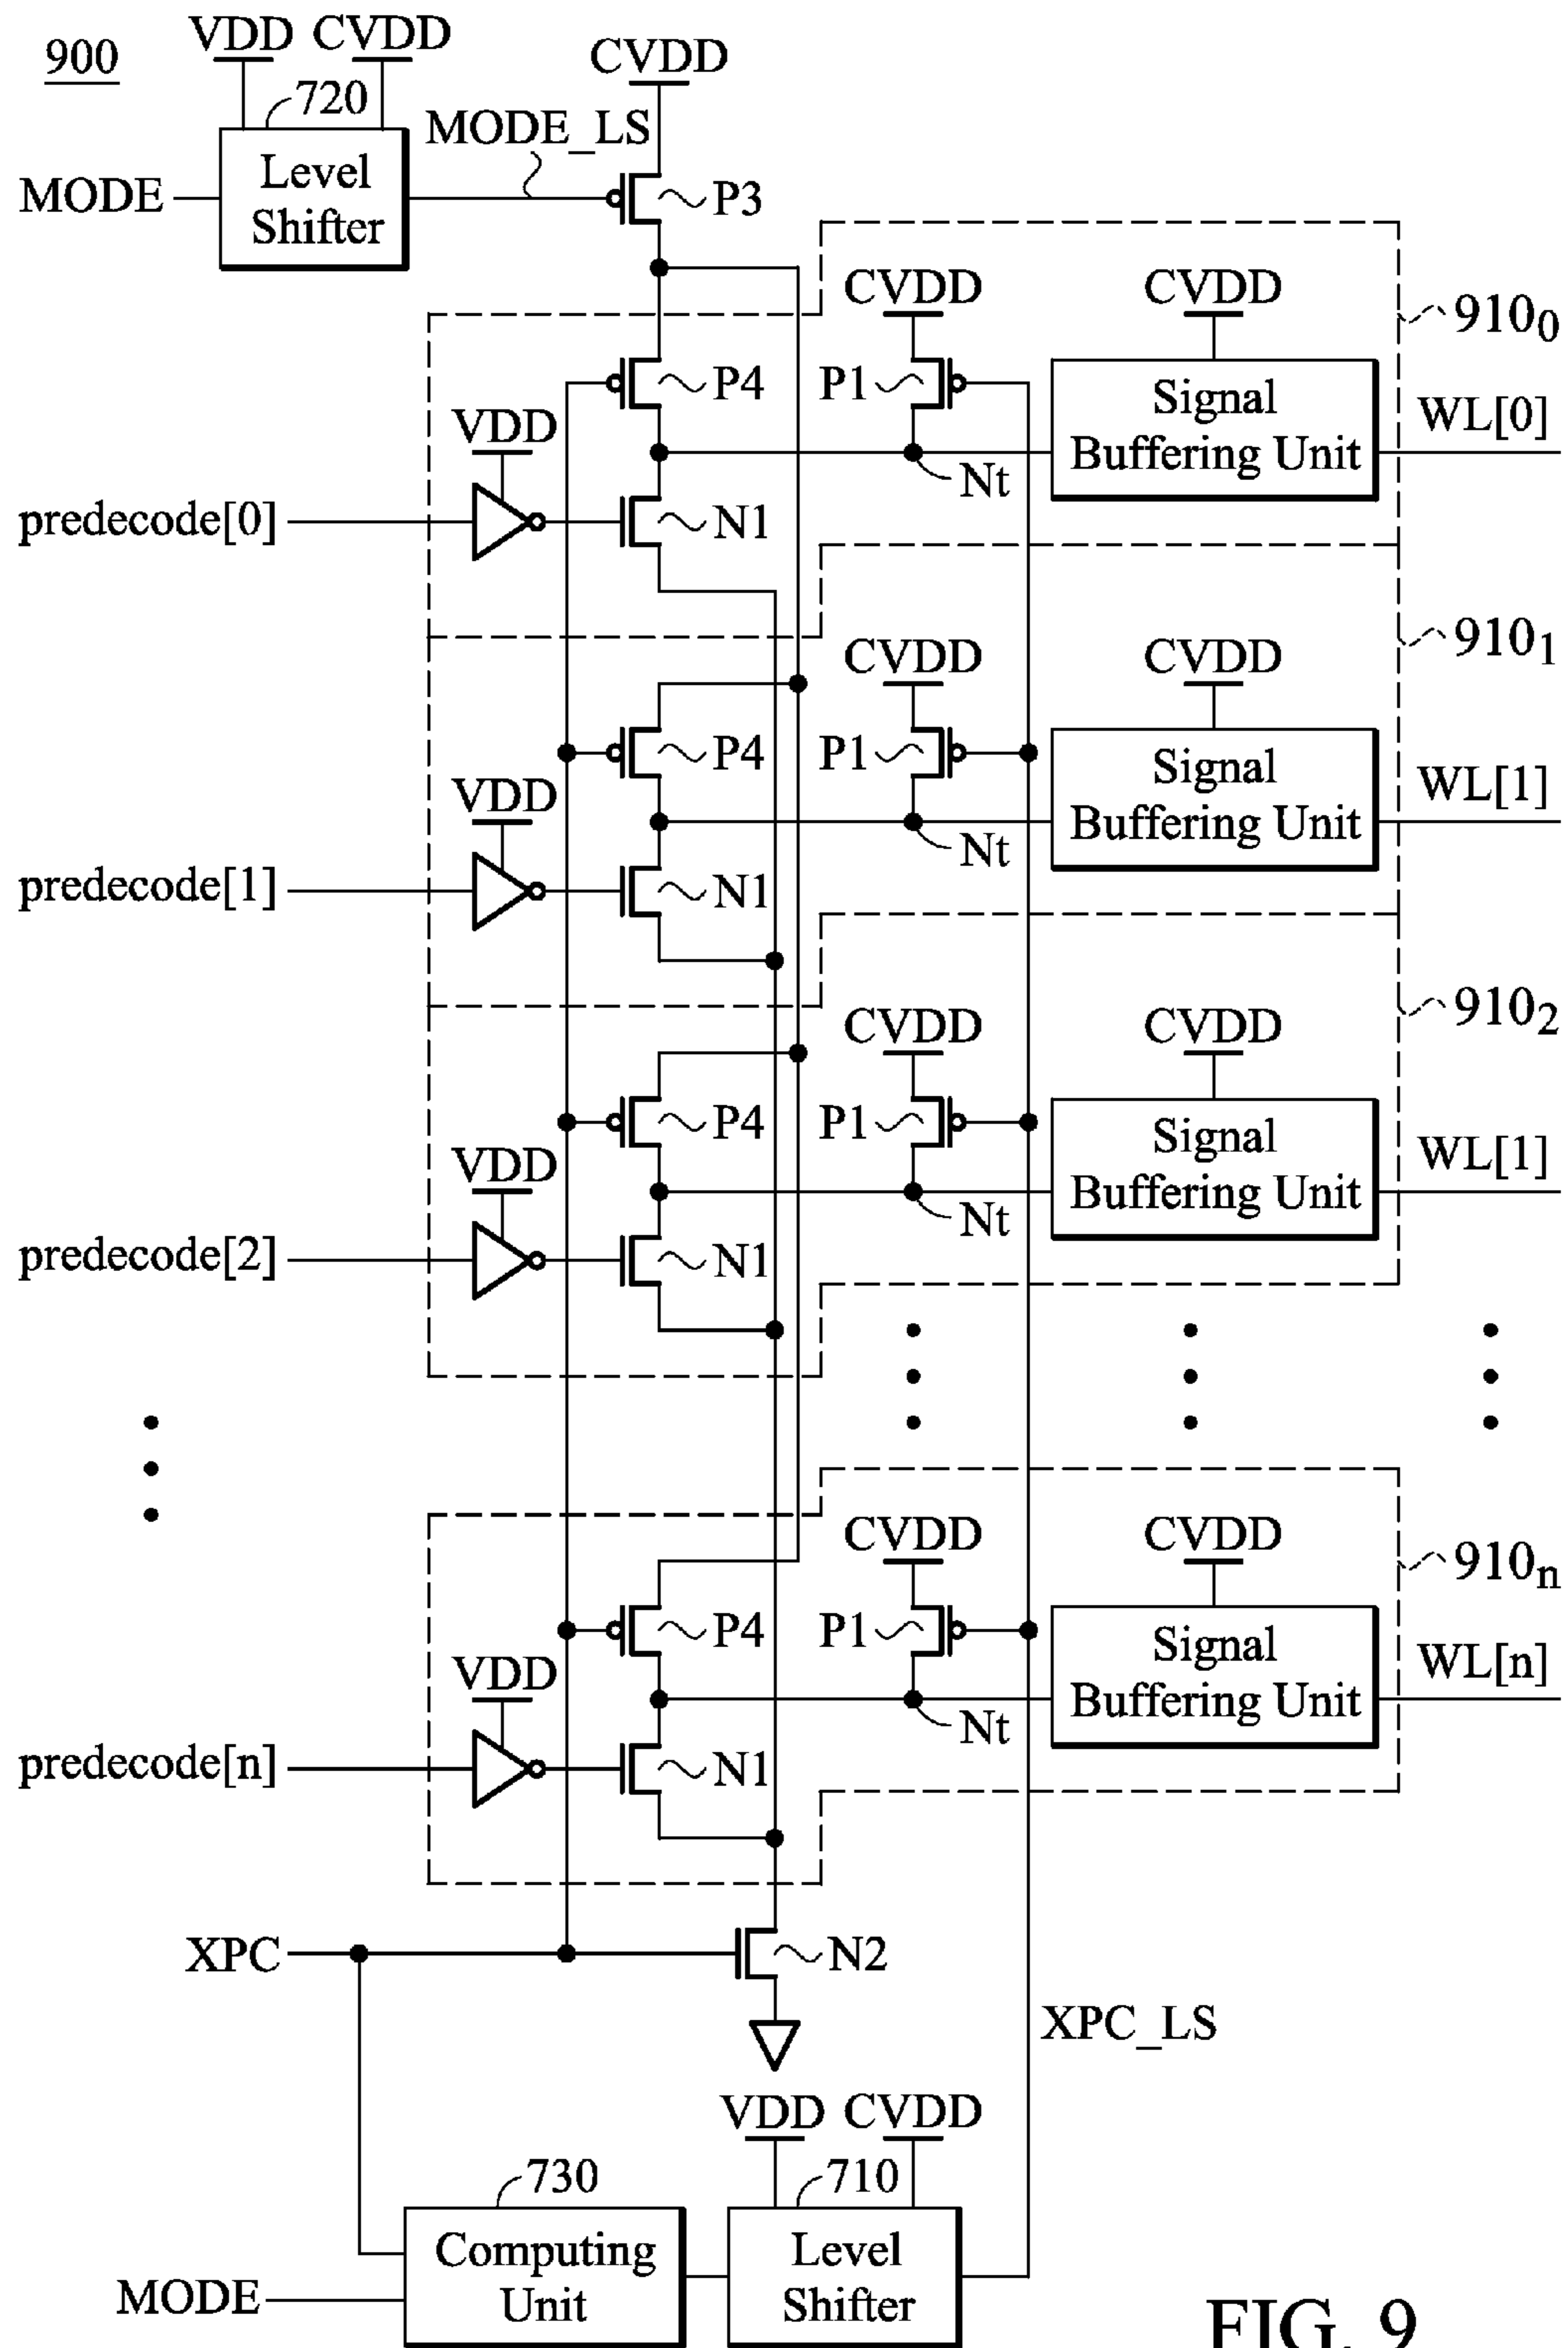 900
VDD CVDD
CVDD
720
MODE_LS
MODE
Level
Shifter
P3
CVDD
CVDD
910₀
P4
P1
Signal
Buffering Unit
WL[0]
VDD
Nt
predecode[0]
N1
CVDD
CVDD
910₁
P4
P1
Signal
Buffering Unit
WL[1]
VDD
Nt
predecode[1]
N1
CVDD
CVDD
910₂
P4
P1
Signal
Buffering Unit
WL[1]
VDD
Nt
predecode[2]
N1
CVDD
CVDD
910ₙ
P4
P1
Signal
Buffering Unit
WL[n]
VDD
Nt
predecode[n]
N1
XPC
N2
XPC_LS
VDD CVDD
730
710
Computing
Unit
Level
Shifter
MODE
FIG. 9